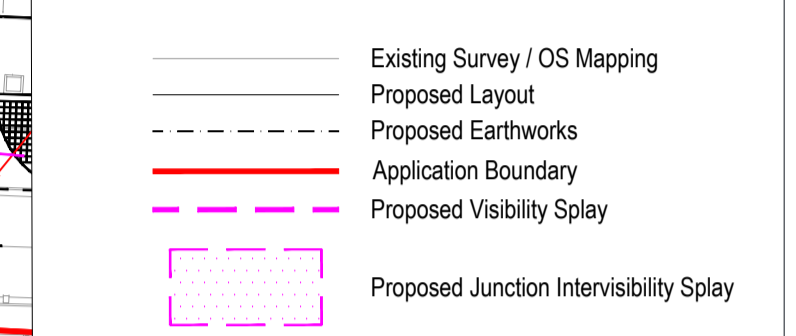 Existing Survey / OS Mapping
Proposed Layout
Proposed Earthworks
Application Boundary
Proposed Visibility Splay
Proposed Junction Intervisibility Splay